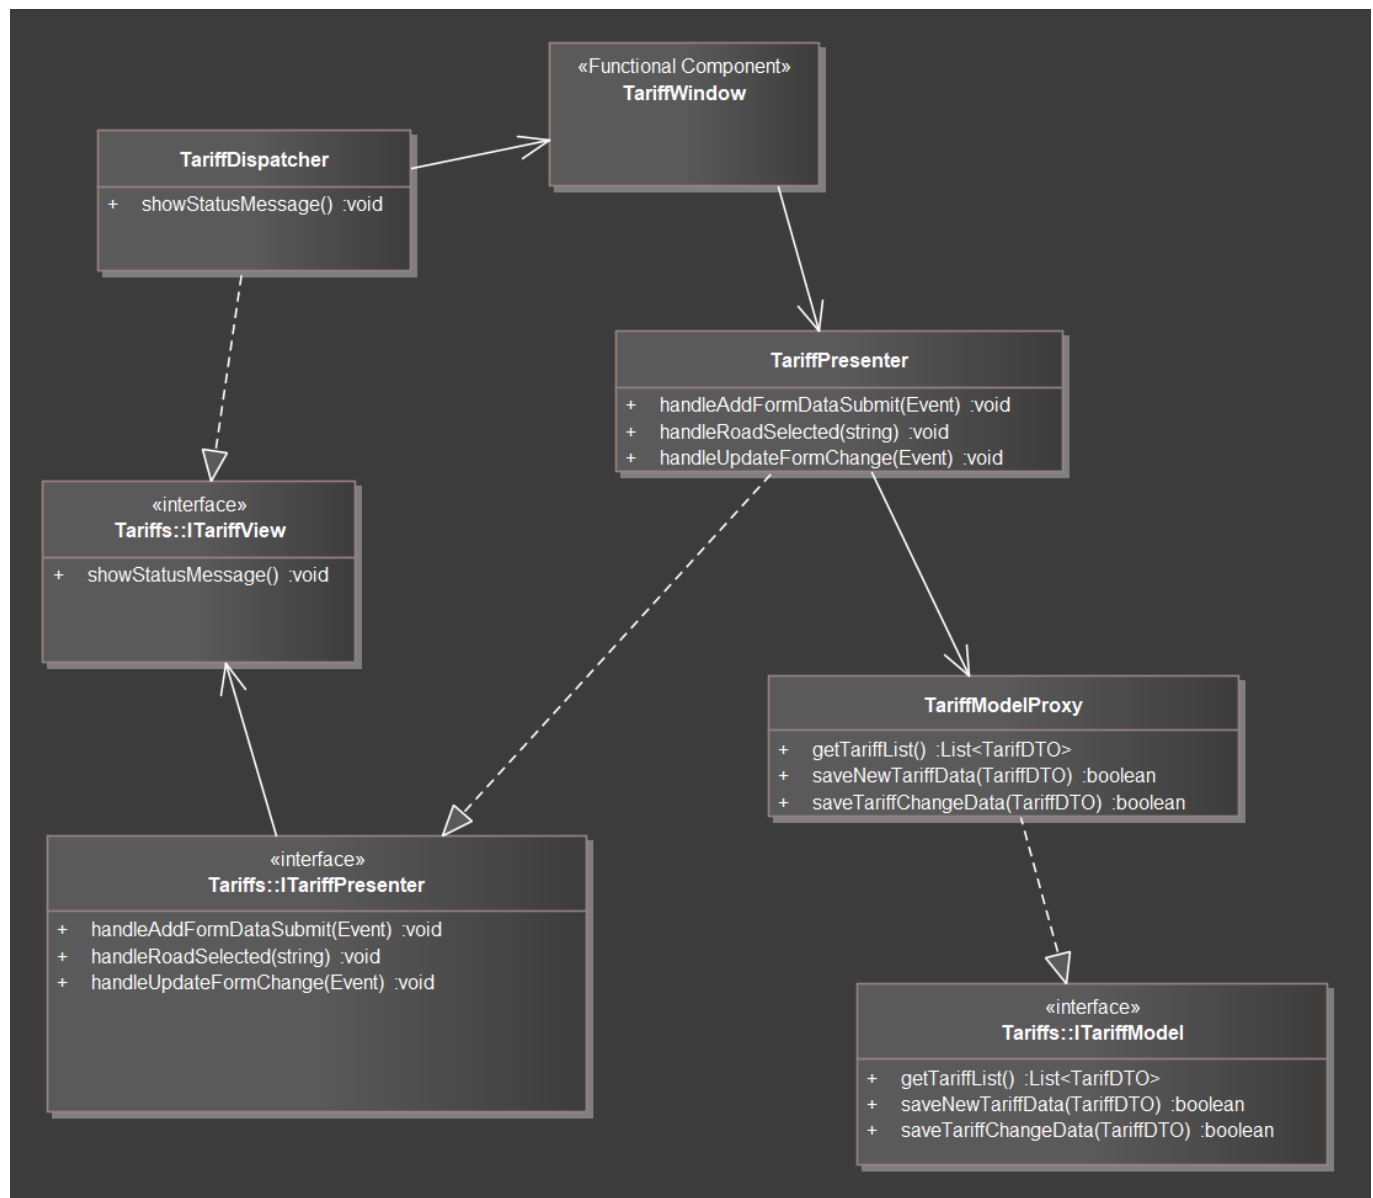 «Functional Component»
TariffWindow
TariffDispatcher
+ showStatusMessage() :void
TariffPresenter
+ handleAddFormDataSubmit(Event) :void
+ handleRoadSelected(string) :void
+ handleUpdateFormChange(Event) :void
«interface»
Tariffs::ITariffView
+ showStatusMessage() :void
TariffModelProxy
+ getTariffList() :List<TarifDTO>
+ saveNewTariffData(TariffDTO) :boolean
+ saveTariffChangeData(TariffDTO) :boolean
«interface»
Tariffs::ITariffPresenter
+ handleAddFormDataSubmit(Event) :void
+ handleRoadSelected(string) :void
+ handleUpdateFormChange(Event) :void
«interface»
Tariffs::ITariffModel
+ getTariffList() :List<TarifDTO>
+ saveNewTariffData(TariffDTO) :boolean
+ saveTariffChangeData(TariffDTO) :boolean